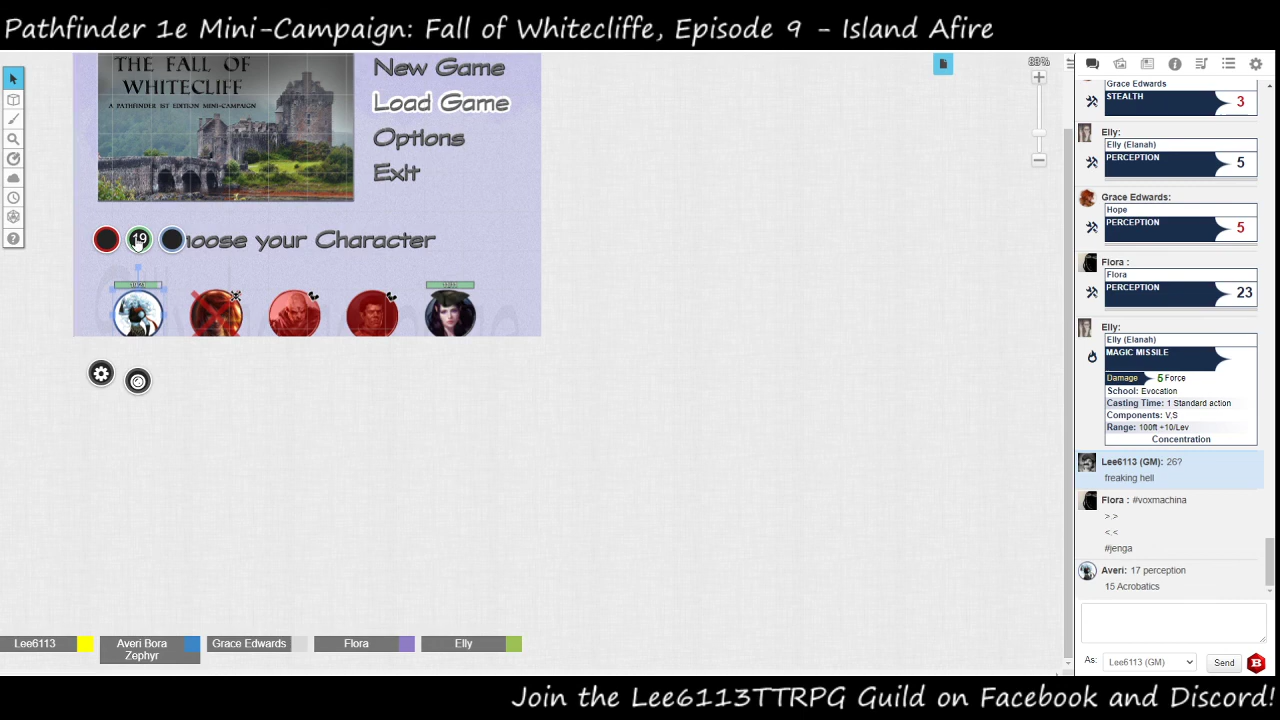 Pathfinder 1e Mini-Campaign: Fall of Whitecliffe, Episode 9 - Island Afire
THE FALL OF
WHITECLIFF
A PATHFINDER 1ST EDITION MINI-CAMPAIGN
New Game
Load Game
Options
Exit
19
oose your Character
88%
Grace Edwards
STEALTH 3
Elly:
Elly (Elanah)
PERCEPTION 5
Grace Edwards:
Hope
PERCEPTION 5
Flora :
Flora
PERCEPTION 23
Elly:
Elly (Elanah)
MAGIC MISSILE
Damage 5 Force
School: Evocation
Casting Time: 1 Standard action
Components: V,S
Range: 100ft +10/Lev
Concentration
Lee6113 (GM): 26?
freaking hell
Flora : #voxmachina
>.>
<.<
#jenga
Averi: 17 perception
15 Acrobatics
As: Lee6113 (GM) Send
Lee6113
Averi Bora
Zephyr
Grace Edwards
Flora
Elly
Join the Lee6113TTRPG Guild on Facebook and Discord!